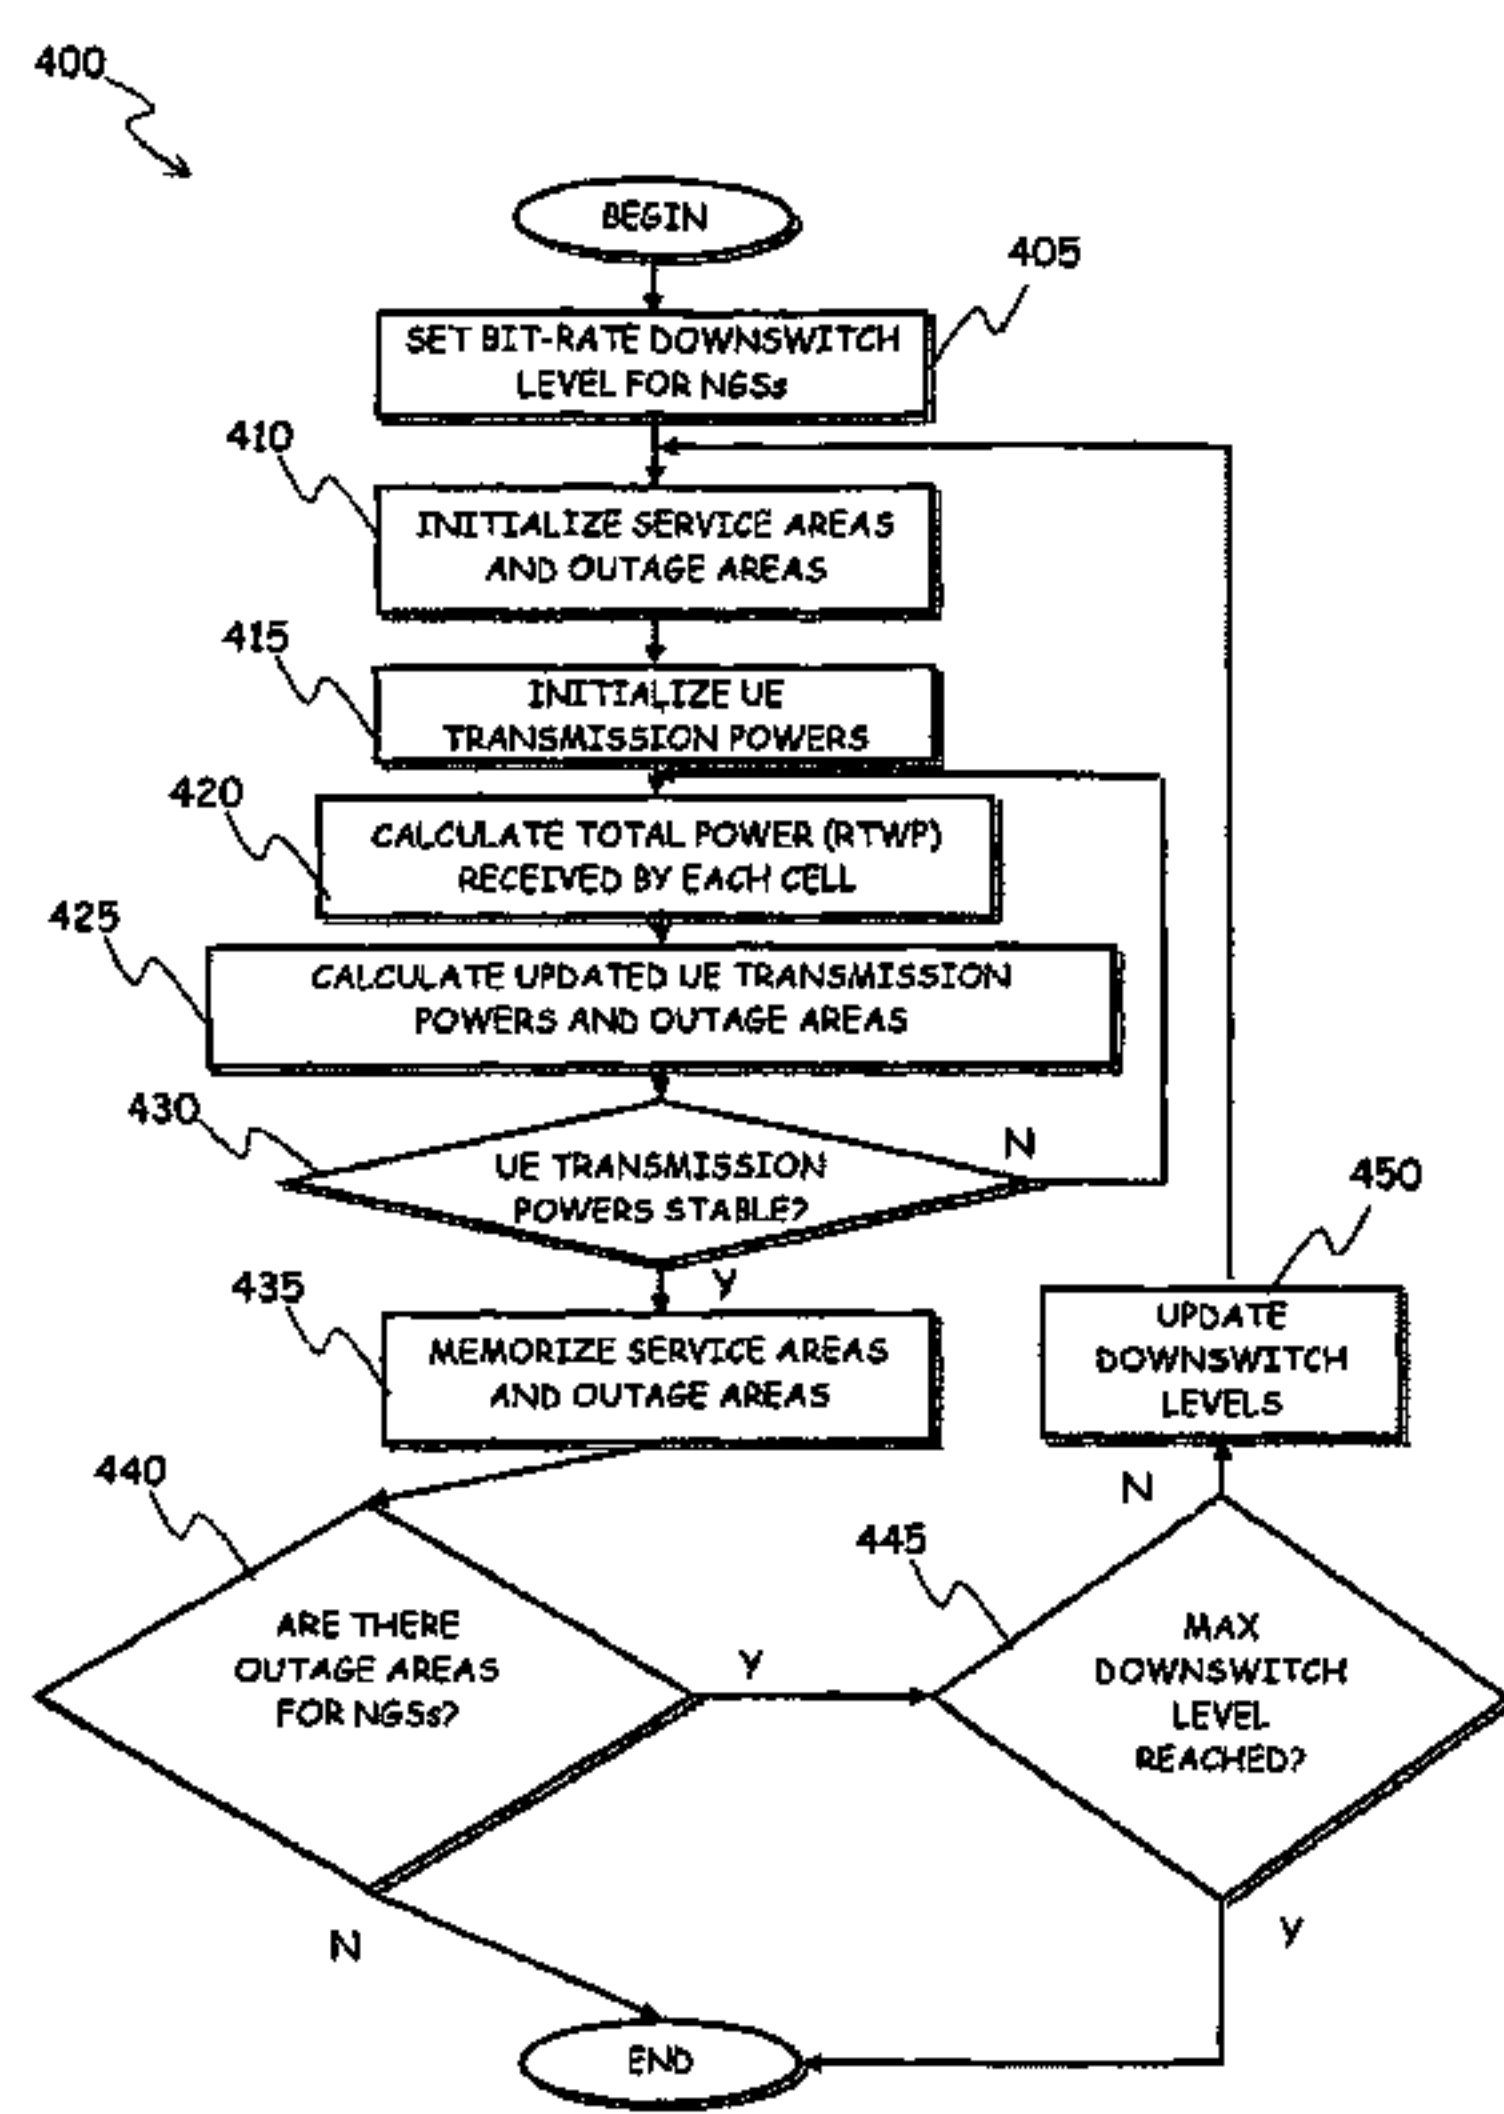 400
BEGIN
405
SET BIT-RATE DOWNSWITCH
LEVEL FOR NGSs
410
INITIALIZE SERVICE AREAS
AND OUTAGE AREAS
415
INITIALIZE UE
TRANSMISSION POWERS
420
CALCULATE TOTAL POWER (RTWP)
RECEIVED BY EACH CELL
425
CALCULATE UPDATED UE TRANSMISSION
POWERS AND OUTAGE AREAS
430
UE TRANSMISSION
POWERS STABLE?
N
Y
435
MEMORIZE SERVICE AREAS
AND OUTAGE AREAS
450
UPDATE
DOWNSWITCH
LEVELS
N
440
ARE THERE
OUTAGE AREAS
FOR NGSs?
Y
445
MAX
DOWNSWITCH
LEVEL
REACHED?
N
Y
END